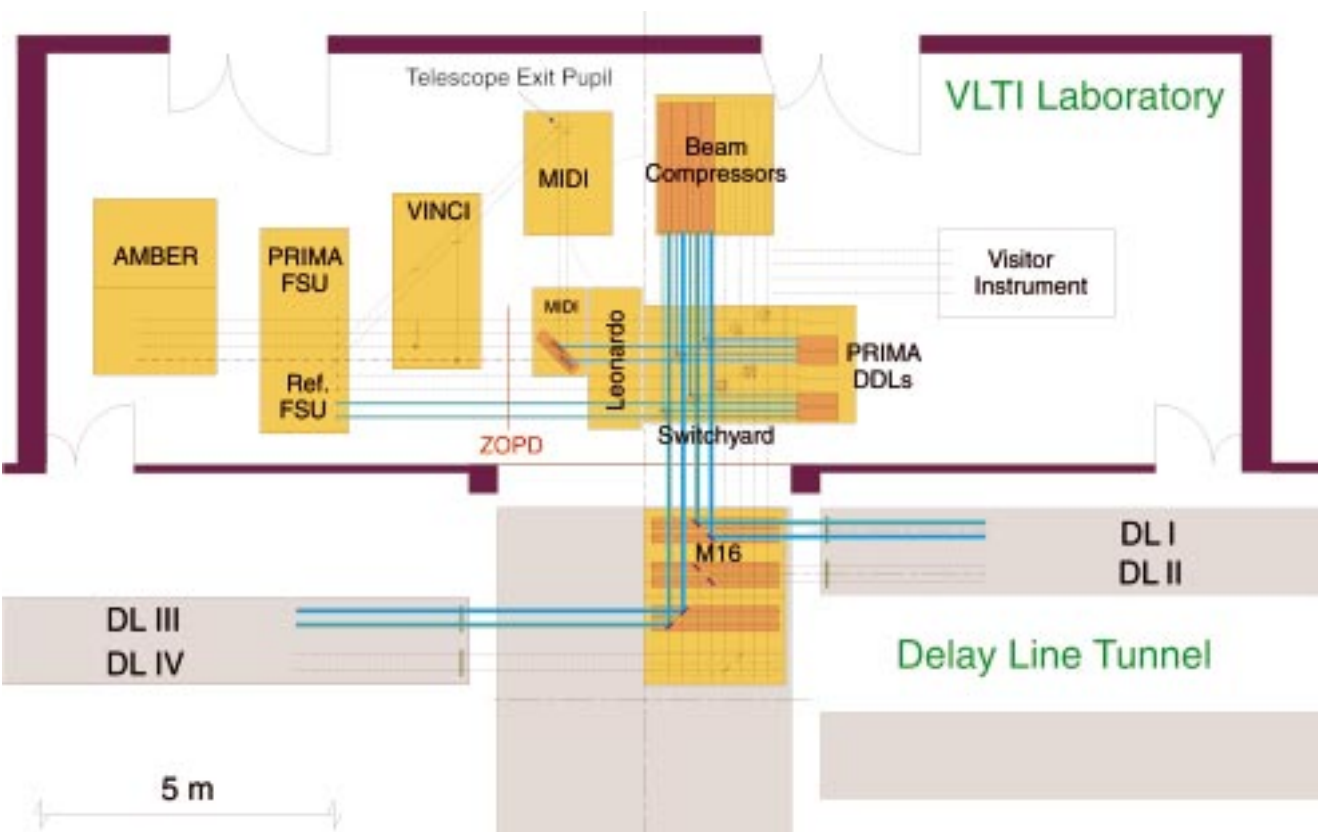 Telescope Exit Pupil
VLTI Laboratory
Beam
Compressors
MIDI
VINCI
AMBER
PRIMA
FSU
Visitor
Instrument
MIDI
Leonardo
PRIMA
DDLs
Ref.
FSU
ZOPD
Switchyard
M16
DL I
DL II
DL III
DL IV
Delay Line Tunnel
5 m